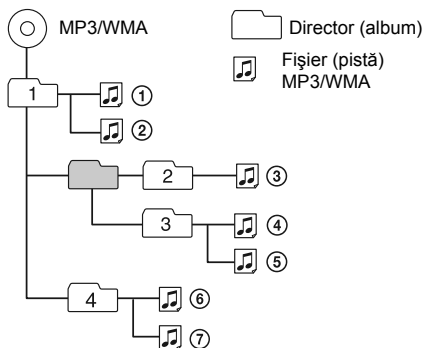 MP3/WMA
Director (album)
Fişier (pistă)
MP3/WMA
1
①
②
2
③
3
④
⑤
4
⑥
⑦